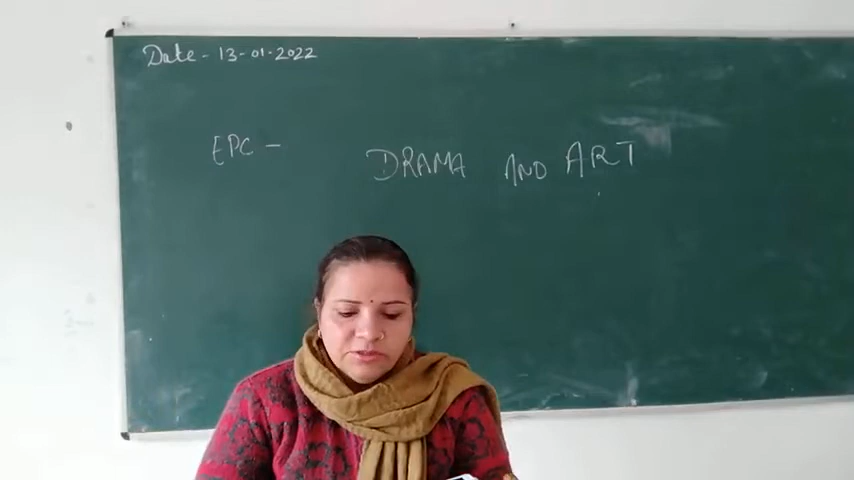 Date - 13-01-2022
EPC - DRAMA AND ART